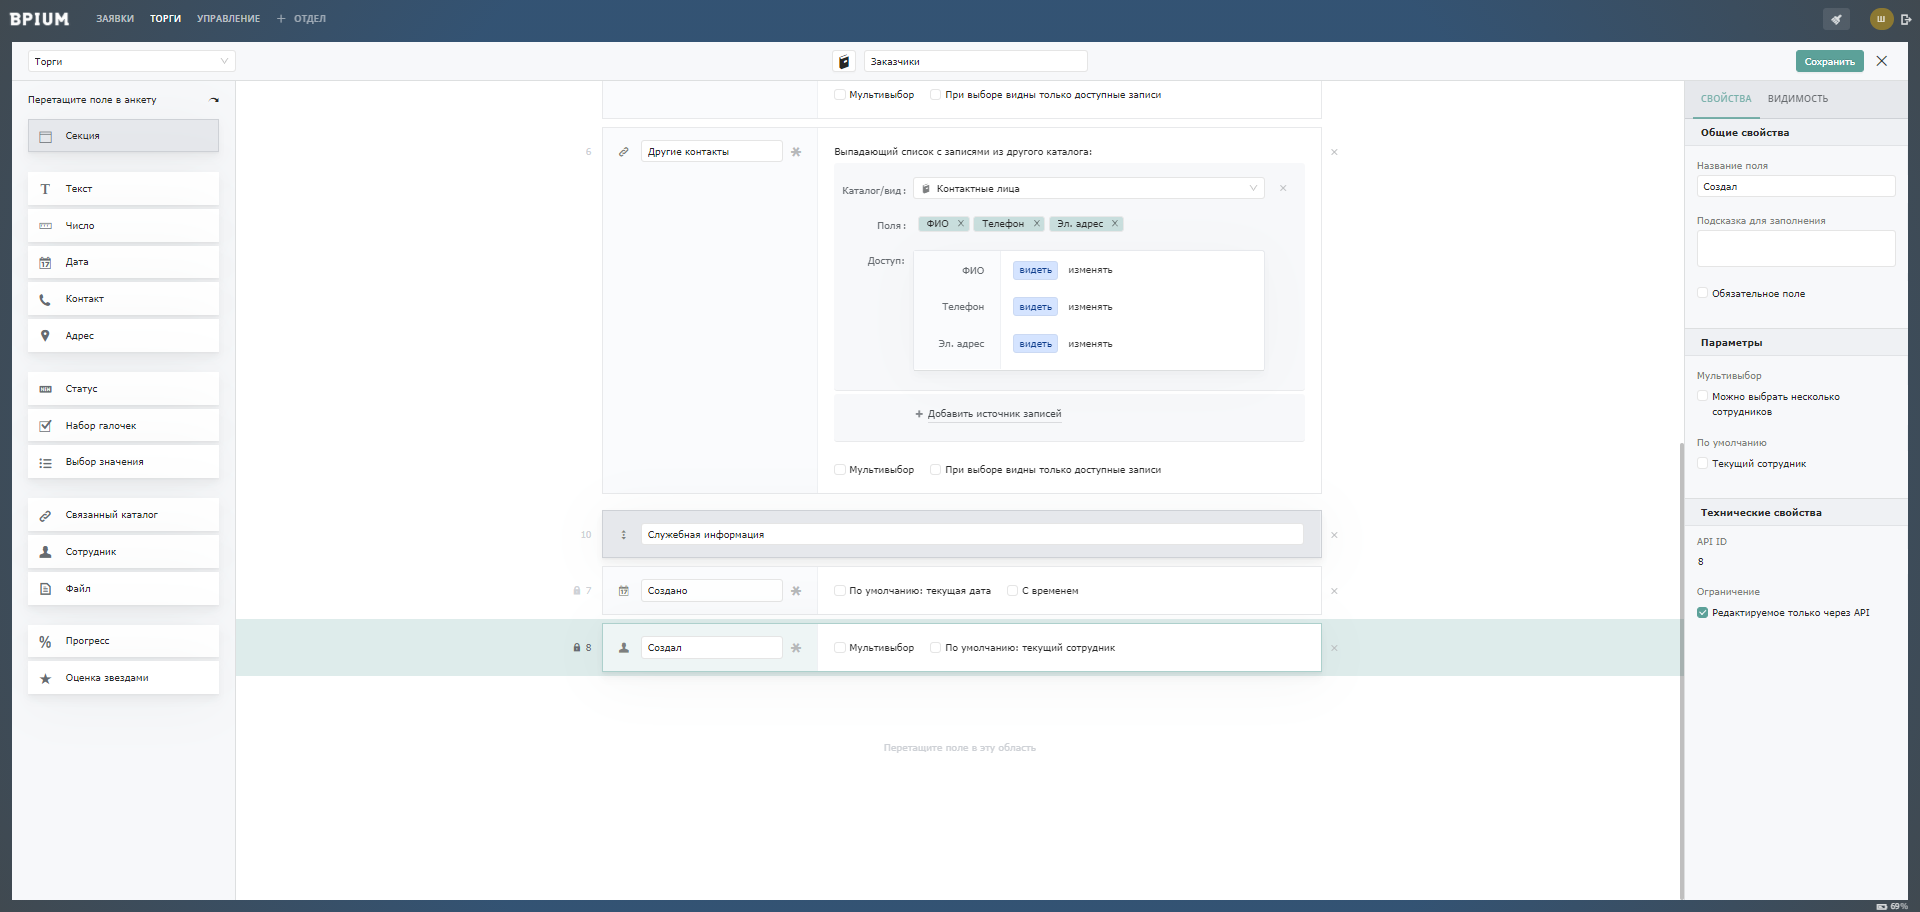 BPIUM ЗАЯВКИ ТОРГИ УПРАВЛЕНИЕ + ОТДЕЛ Ш
Торги Заказчики Сохранить
Перетащите поле в анкету
Секция
Текст
Число
17 Дата
Контакт
Адрес
Статус
Набор галочек
Выбор значения
Связанный каталог
Сотрудник
Файл
% Прогресс
Оценка звездами
Мультивыбор При выборе видны только доступные записи
6 Другие контакты Выпадающий список с записями из другого каталога:
Каталог/вид: Контактные лица
Поля: ФИО Телефон Эл. адрес
Доступ: ФИО видеть изменять
Телефон видеть изменять
Эл. адрес видеть изменять
+ Добавить источник записей
Мультивыбор При выборе видны только доступные записи
10 Служебная информация
7 17 Создано По умолчанию: текущая дата С временем
8 Создал Мультивыбор По умолчанию: текущий сотрудник
Перетащите поле в эту область
СВОЙСТВА ВИДИМОСТЬ
Общие свойства
Название поля
Создал
Подсказка для заполнения
Обязательное поле
Параметры
Мультивыбор
Можно выбрать несколько
сотрудников
По умолчанию
Текущий сотрудник
Технические свойства
API ID
8
Ограничение
Редактируемое только через API
69%